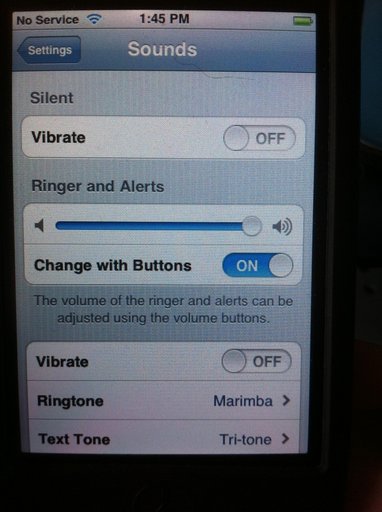 No Service 1:45 PM
Settings Sounds
Silent
Vibrate OFF
Ringer and Alerts
Change with Buttons ON
The volume of the ringer and alerts can be
adjusted using the volume buttons.
Vibrate OFF
Ringtone Marimba
Text Tone Tri-tone